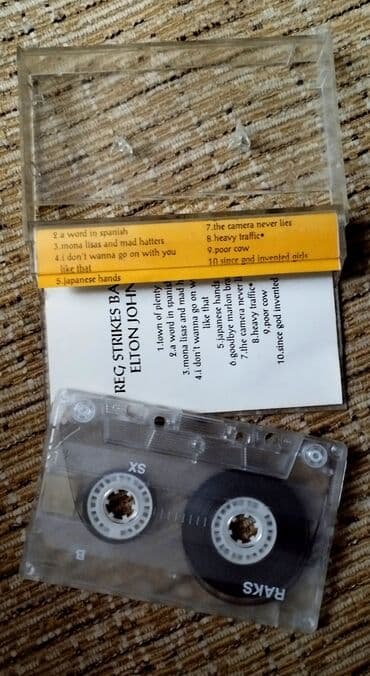 2.a word in spanish
3.mona lisas and mad hatters
4.i don't wanna go on with you
like that
5.japanese hands
7.the camera never lies
8.heavy traffic•
9.poor cow
10.since god invented girls
REG STRIKES BA
ELTON JOHN
1.town of plenty
2.a word in spanis
3.mona lisas and mad h
4.i don't wanna go on w
like that
5.japanese hands
6.goodbye marlon bra
7.the camera never
8.heavy traffic•
9.poor cow
10.since god invented
SX
B
RAKS